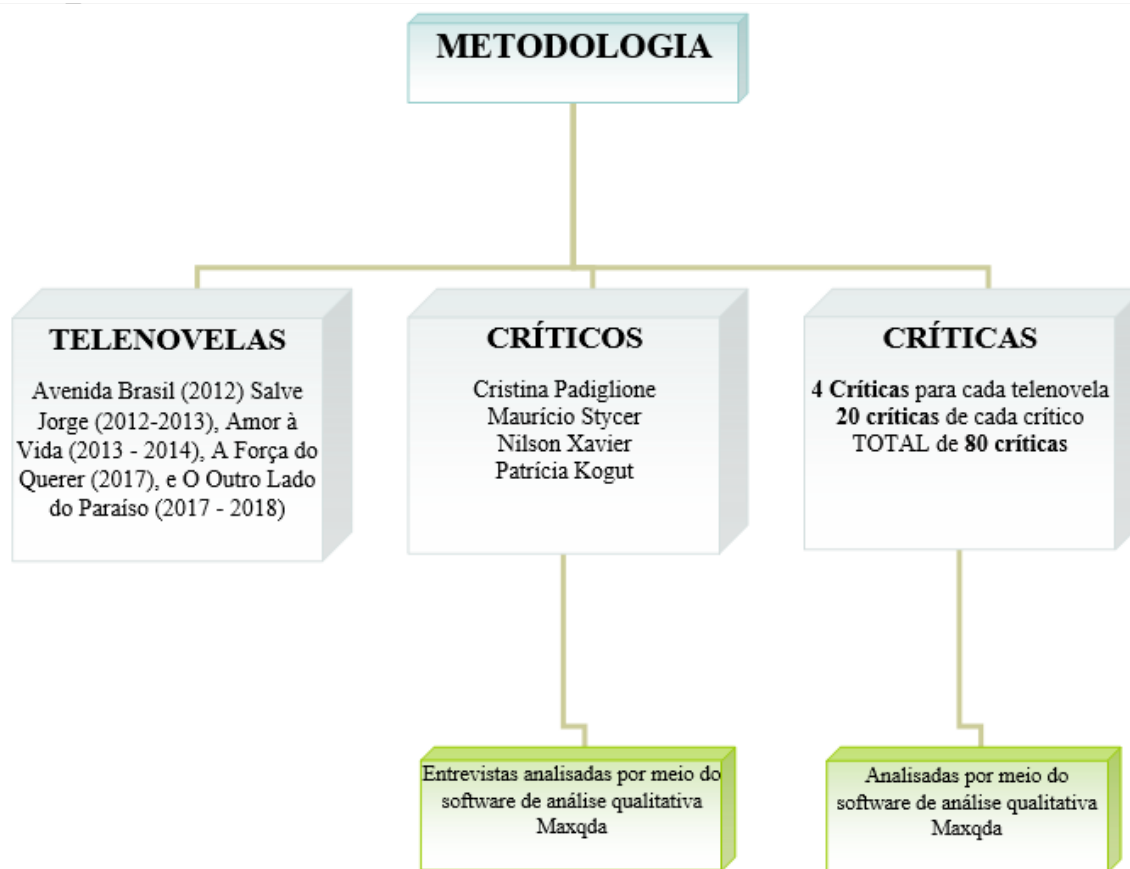 METODOLOGIA
TELENOVELAS
Avenida Brasil (2012) Salve
Jorge (2012-2013), Amor à
Vida (2013 - 2014), A Força do
Querer (2017), e O Outro Lado
do Paraíso (2017 - 2018)
CRÍTICOS
Cristina Padiglione
Maurício Stycer
Nilson Xavier
Patrícia Kogut
CRÍTICAS
4 Críticas para cada telenovela
20 críticas de cada crítico
TOTAL de 80 críticas
Entrevistas analisadas por meio do
software de análise qualitativa
Maxqda
Analisadas por meio do
software de análise qualitativa
Maxqda